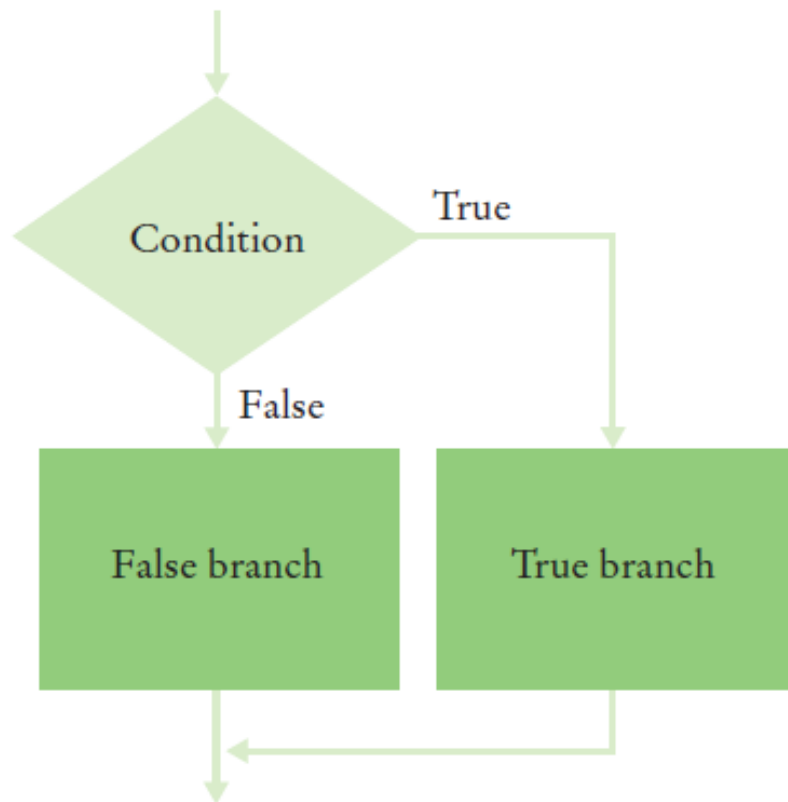 True
Condition
False
False branch
True branch